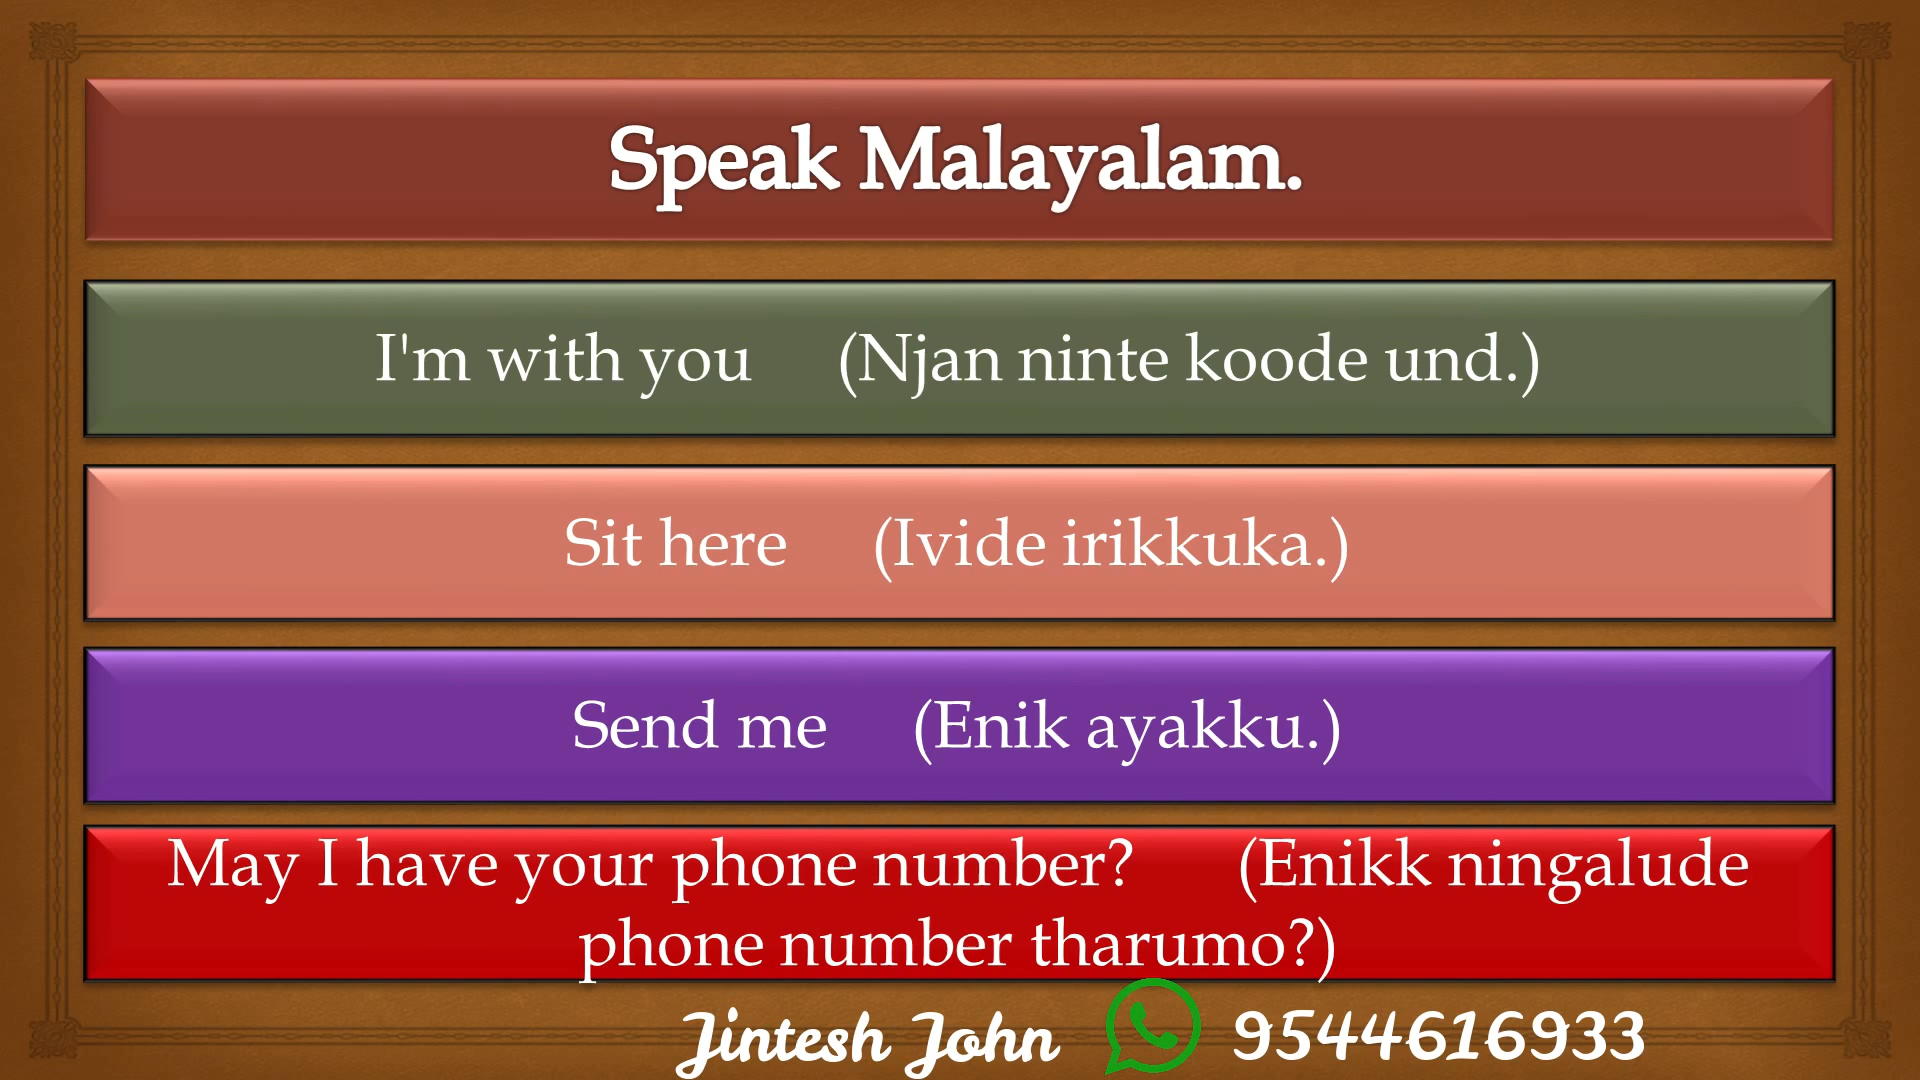 Speak Malayalam.
I'm with you (Njan ninte koode und.)
Sit here (Ivide irikkuka.)
Send me (Enik ayakku.)
May I have your phone number? (Enikk ningalude
phone number tharumo?)
Jintesh John 9544616933